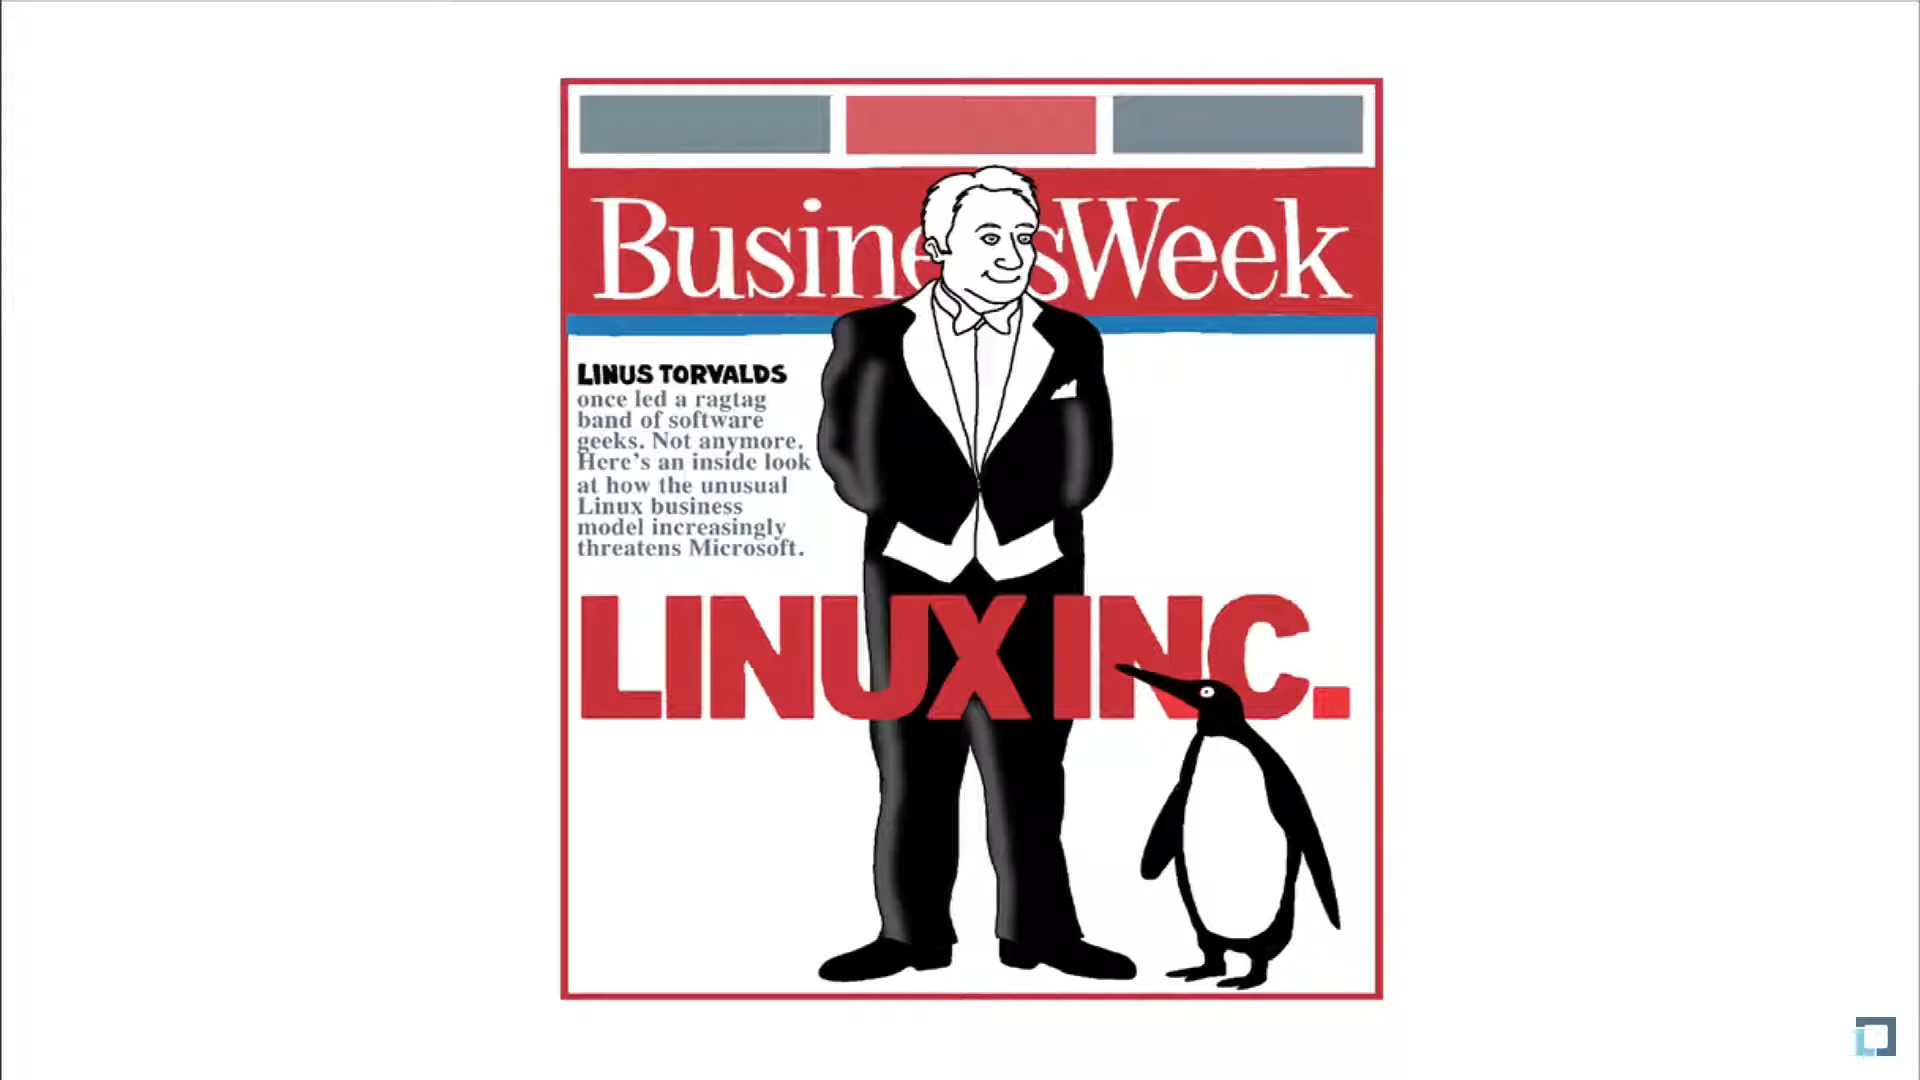 BusinessWeek
LINUS TORVALDS
once led a ragtag
band of software
geeks. Not anymore.
Here's an inside look
at how the unusual
Linux business
model increasingly
threatens Microsoft.
LINUX INC.